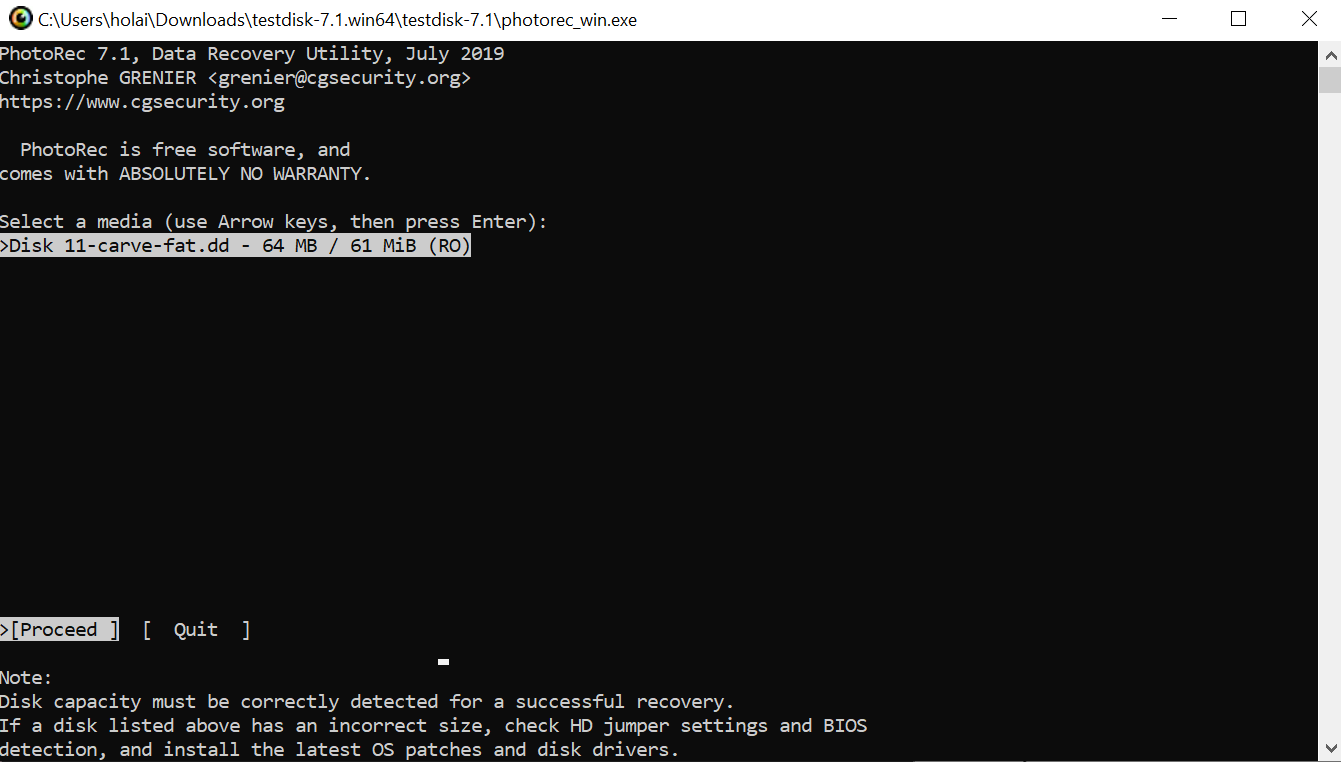 C:\Users\holai\Downloads\testdisk-7.1.win64\testdisk-7.1\photorec_win.exe
PhotoRec 7.1, Data Recovery Utility, July 2019
Christophe GRENIER <grenier@cgsecurity.org>
https://www.cgsecurity.org
PhotoRec is free software, and
comes with ABSOLUTELY NO WARRANTY.
Select a media (use Arrow keys, then press Enter):
>Disk 11-carve-fat.dd - 64 MB / 61 MiB (RO)
>[Proceed ]  [  Quit  ]
Note:
Disk capacity must be correctly detected for a successful recovery.
If a disk listed above has an incorrect size, check HD jumper settings and BIOS
detection, and install the latest OS patches and disk drivers.